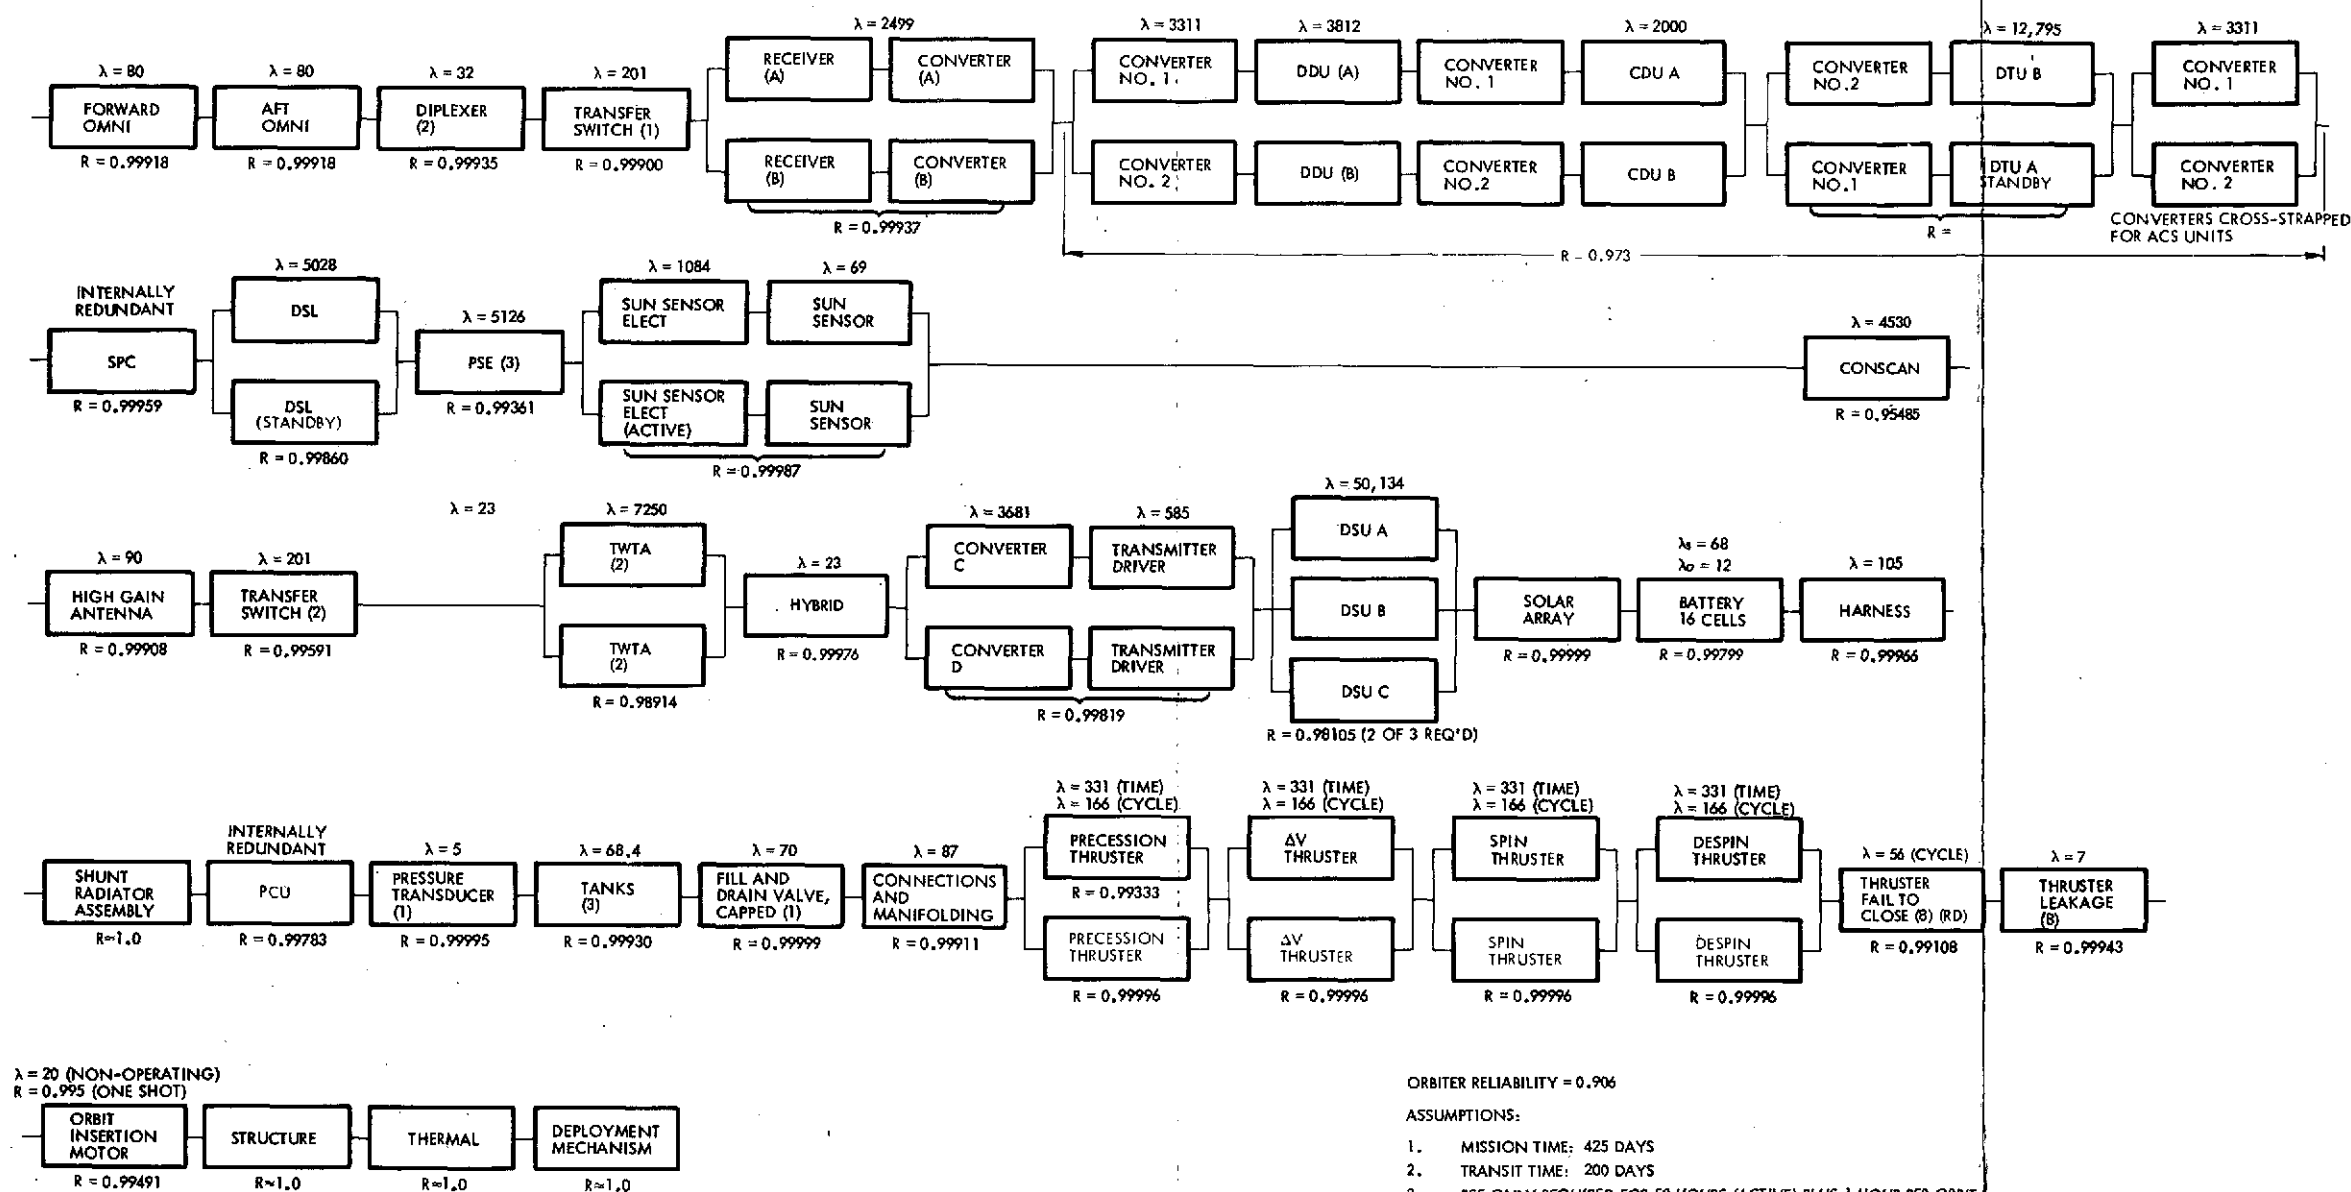 λ = 80
FORWARD
OMNI
R = 0.99918
λ = 80
AFT
OMNI
R = 0.99918
λ = 32
DIPLEXER
(2)
R = 0.99935
λ = 201
TRANSFER
SWITCH (1)
R = 0.99900
λ = 2499
RECEIVER
(A)
CONVERTER
(A)
RECEIVER
(B)
CONVERTER
(B)
R = 0.99937
λ = 3311
CONVERTER
NO. 1
λ = 3812
DDU (A)
CONVERTER
NO. 1
λ = 2000
CDU A
CONVERTER
NO. 2
DDU (B)
CONVERTER
NO.2
CDU B
CONVERTER
NO.2
λ = 12,795
DTU B
CONVERTER
NO.1
DTU A
STANDBY
R =
λ = 3311
CONVERTER
NO. 1
CONVERTER
NO. 2
CONVERTERS CROSS-STRAPPED
FOR ACS UNITS
R - 0.973
INTERNALLY
REDUNDANT
SPC
R = 0.99959
λ = 5028
DSL
DSL
(STANDBY)
R = 0.99860
λ = 5126
PSE (3)
R = 0.99361
λ = 1084
SUN SENSOR
ELECT
λ = 69
SUN
SENSOR
SUN SENSOR
ELECT
(ACTIVE)
SUN
SENSOR
R = 0.99987
λ = 4530
CONSCAN
R = 0.95485
λ = 90
HIGH GAIN
ANTENNA
R = 0.99908
λ = 201
TRANSFER
SWITCH (2)
R = 0.99591
λ = 23
λ = 7250
TWTA
(2)
TWTA
(2)
R = 0.98914
λ = 23
HYBRID
R = 0.99976
λ = 3681
CONVERTER
C
λ = 585
TRANSMITTER
DRIVER
CONVERTER
D
TRANSMITTER
DRIVER
R = 0.99819
λ = 50,134
DSU A
DSU B
DSU C
R = 0.98105 (2 OF 3 REQ'D)
SOLAR
ARRAY
R = 0.99999
λs = 68
λo = 12
BATTERY
16 CELLS
R = 0.99799
λ = 105
HARNESS
R = 0.99966
SHUNT
RADIATOR
ASSEMBLY
R≈1.0
INTERNALLY
REDUNDANT
PCU
R = 0.99783
λ = 5
PRESSURE
TRANSDUCER
(1)
R = 0.99995
λ = 68.4
TANKS
(3)
R = 0.99930
λ = 70
FILL AND
DRAIN VALVE,
CAPPED (1)
R = 0.99999
λ = 87
CONNECTIONS
AND
MANIFOLDING
R = 0.99911
λ = 331 (TIME)
λ = 166 (CYCLE)
PRECESSION
THRUSTER
R = 0.99333
PRECESSION
THRUSTER
R = 0.99996
λ = 331 (TIME)
λ = 166 (CYCLE)
ΔV
THRUSTER
ΔV
THRUSTER
R = 0.99996
λ = 331 (TIME)
λ = 166 (CYCLE)
SPIN
THRUSTER
SPIN
THRUSTER
R = 0.99996
λ = 331 (TIME)
λ = 166 (CYCLE)
DESPIN
THRUSTER
DESPIN
THRUSTER
R = 0.99996
λ = 56 (CYCLE)
THRUSTER
FAIL TO
CLOSE (8) (RD)
R = 0.99108
λ = 7
THRUSTER
LEAKAGE
(8)
R = 0.99943
λ = 20 (NON-OPERATING)
R = 0.995 (ONE SHOT)
ORBIT
INSERTION
MOTOR
R = 0.99491
STRUCTURE
R≈1.0
THERMAL
R≈1.0
DEPLOYMENT
MECHANISM
R≈1.0
ORBITER RELIABILITY = 0.906
ASSUMPTIONS:
1. MISSION TIME: 425 DAYS
2. TRANSIT TIME: 200 DAYS